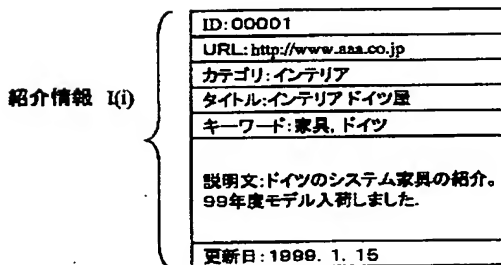 ID:00001
URL:http://www.aaa.co.jp
カテゴリ:インテリア
紹介情報 I(i)
タイトル:インテリアドイツ屋
キーワード:家具,ドイツ
説明文:ドイツのシステム家具の紹介。
99年度モデル入荷しました.
更新日:1999. 1. 15